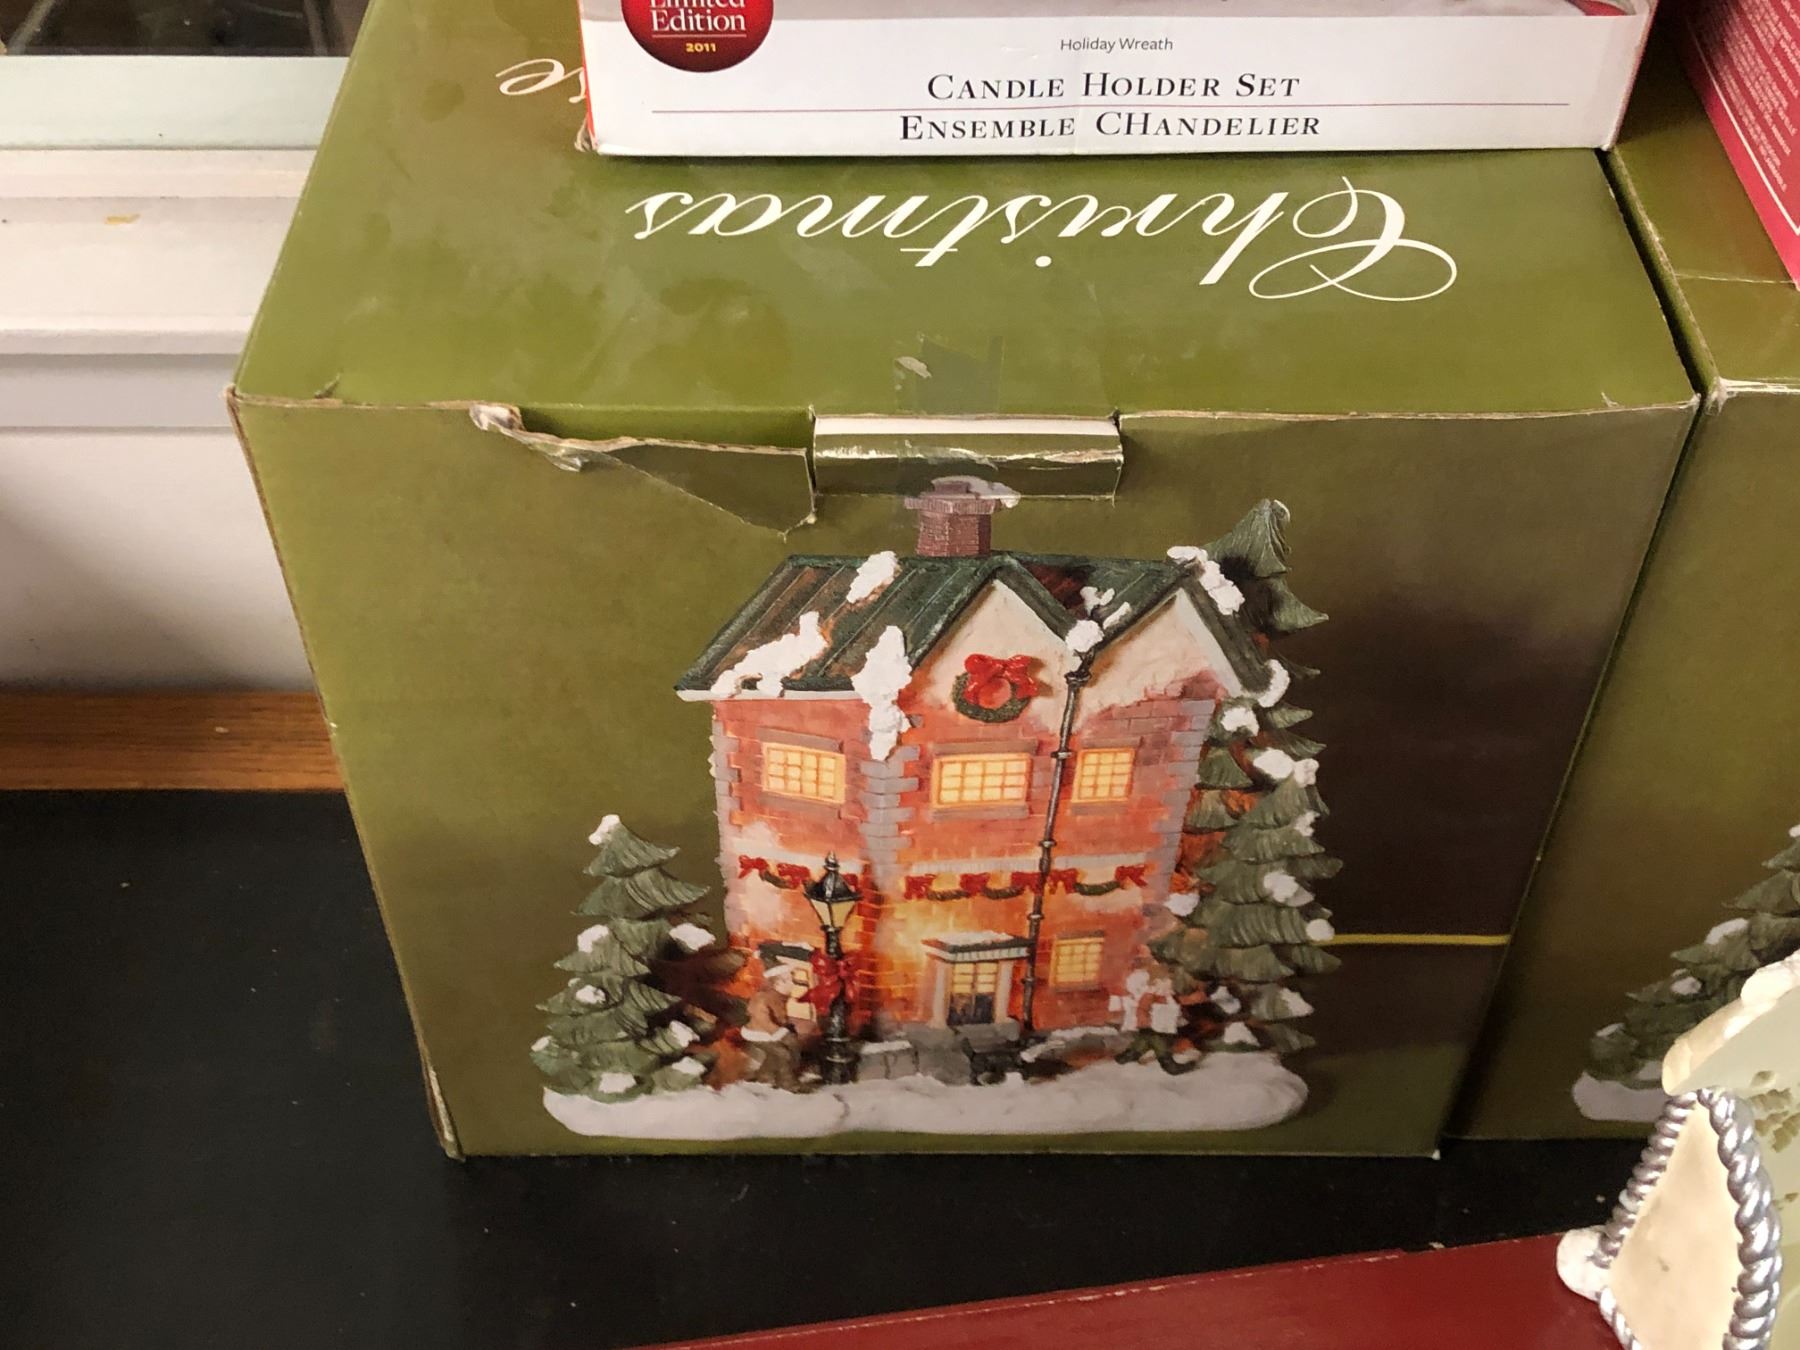 Limited
Edition
2011
Holiday Wreath
CANDLE HOLDER SET
ENSEMBLE CHANDELIER
Christmas